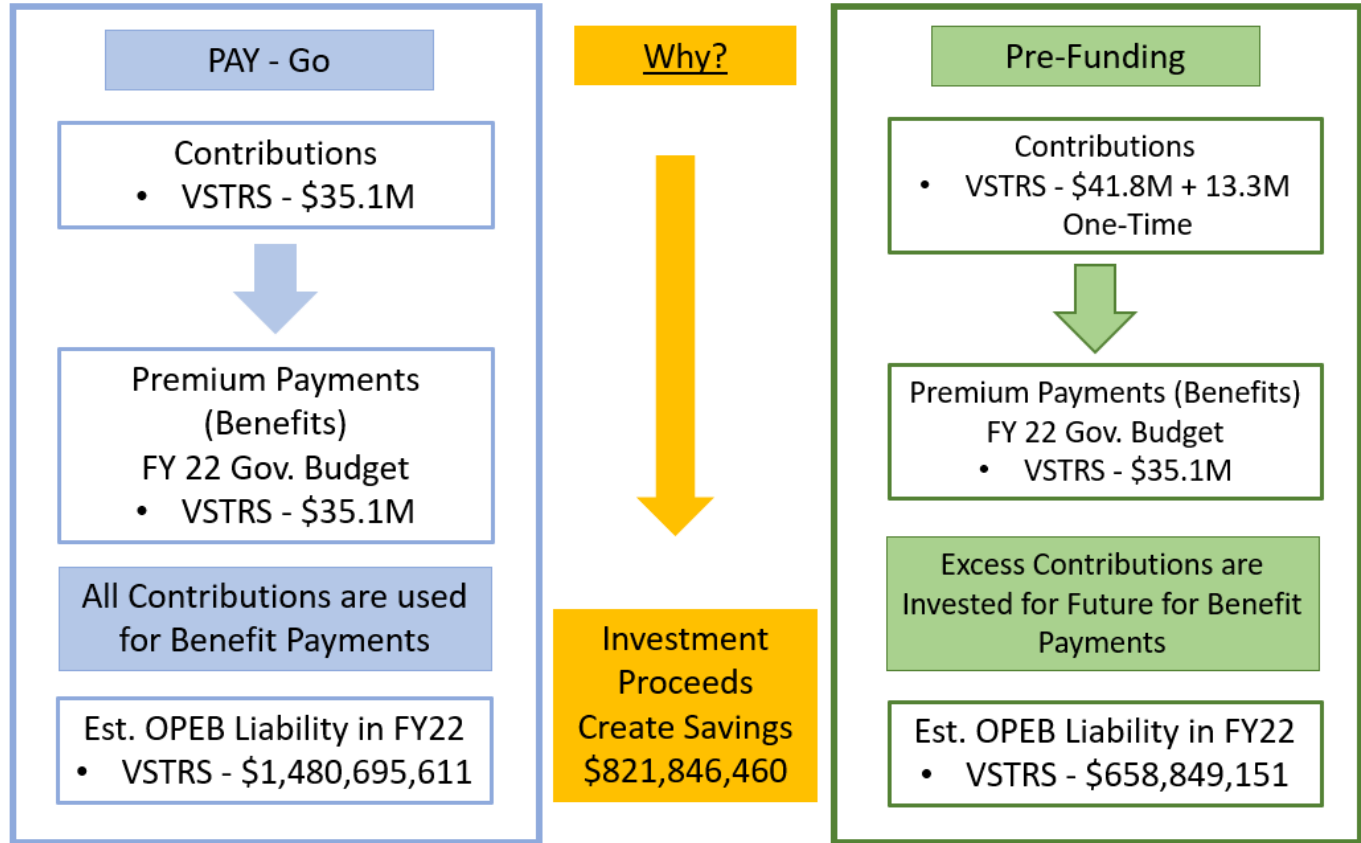 PAY - Go
Contributions
• VSTRS - $35.1M
Premium Payments
(Benefits)
FY 22 Gov. Budget
• VSTRS - $35.1M
All Contributions are used
for Benefit Payments
Est. OPEB Liability in FY22
• VSTRS - $1,480,695,611
Why?
Investment
Proceeds
Create Savings
$821,846,460
Pre-Funding
Contributions
• VSTRS - $41.8M + 13.3M
One-Time
Premium Payments (Benefits)
FY 22 Gov. Budget
• VSTRS - $35.1M
Excess Contributions are
Invested for Future for Benefit
Payments
Est. OPEB Liability in FY22
• VSTRS - $658,849,151